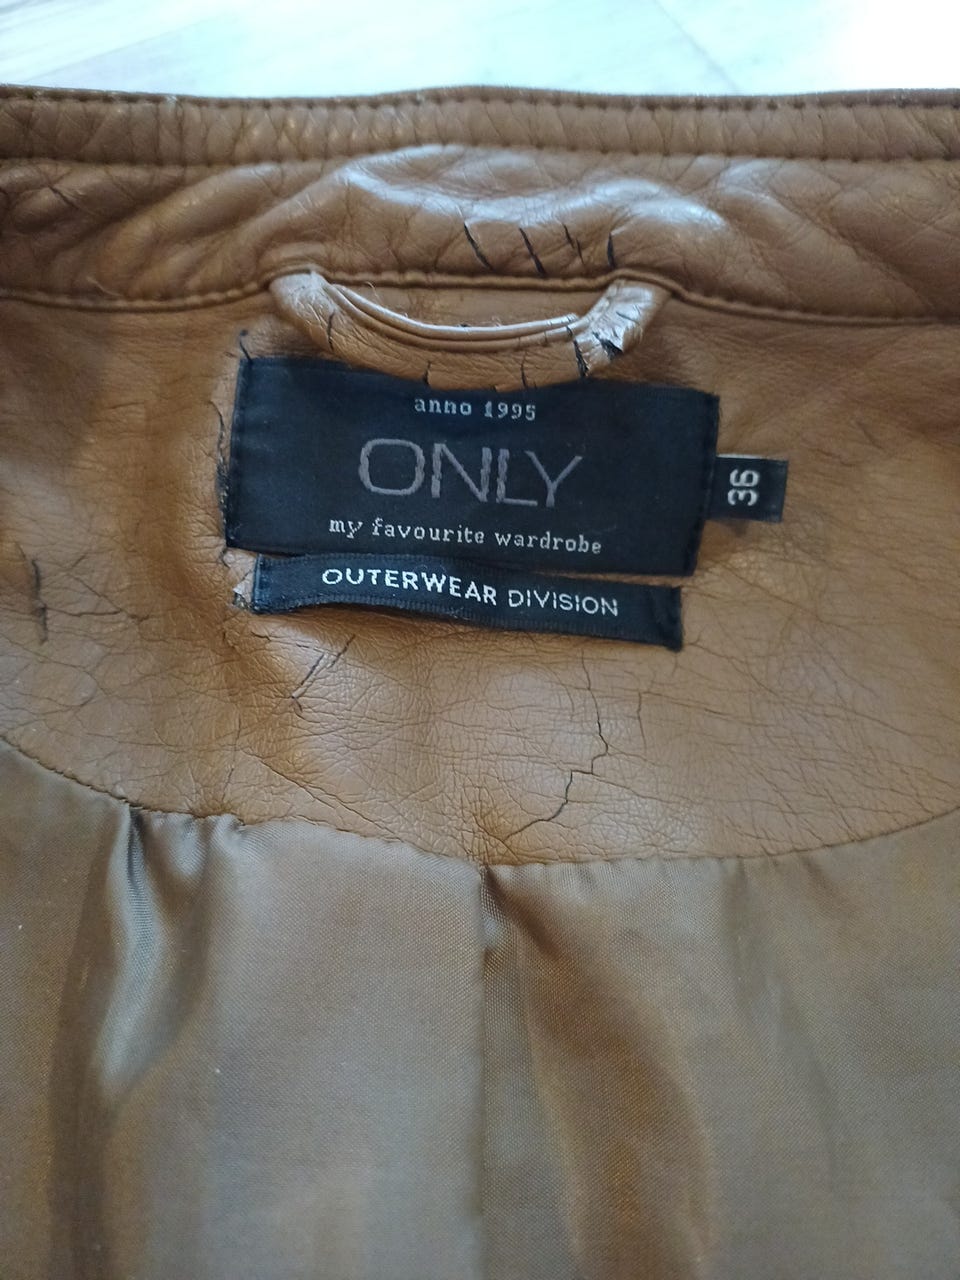 anno 1995
ONLY
my favourite wardrobe
36
OUTERWEAR DIVISION